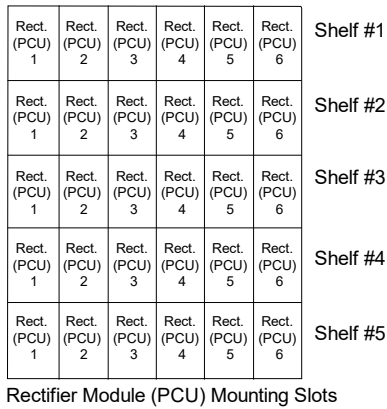 Rect. Rect. Rect. Rect. Rect. Rect. Shelf #1
(PCU) (PCU) (PCU) (PCU) (PCU) (PCU)
1 2 3 4 5 6
Rect. Rect. Rect. Rect. Rect. Rect. Shelf #2
(PCU) (PCU) (PCU) (PCU) (PCU) (PCU)
1 2 3 4 5 6
Rect. Rect. Rect. Rect. Rect. Rect. Shelf #3
(PCU) (PCU) (PCU) (PCU) (PCU) (PCU)
1 2 3 4 5 6
Rect. Rect. Rect. Rect. Rect. Rect. Shelf #4
(PCU) (PCU) (PCU) (PCU) (PCU) (PCU)
1 2 3 4 5 6
Rect. Rect. Rect. Rect. Rect. Rect. Shelf #5
(PCU) (PCU) (PCU) (PCU) (PCU) (PCU)
1 2 3 4 5 6
Rectifier Module (PCU) Mounting Slots